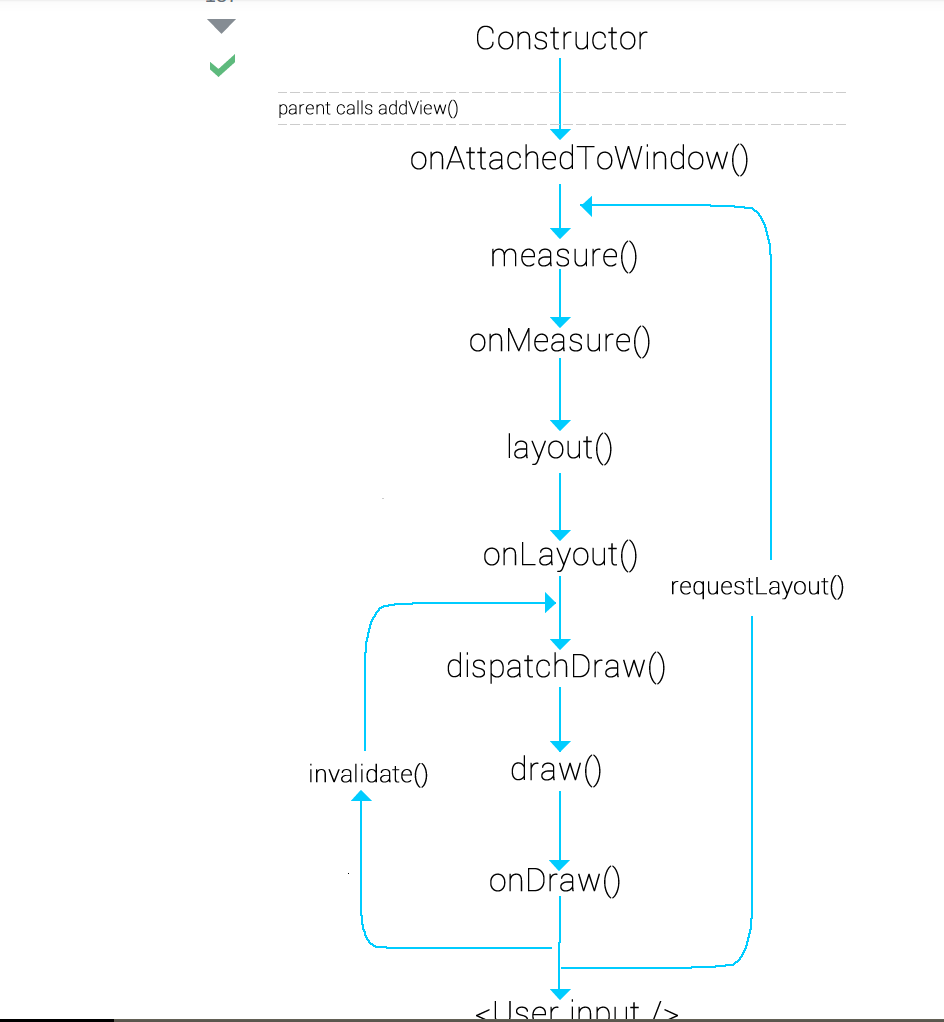 Constructor
parent calls addView()
onAttachedToWindow()
measure()
onMeasure()
layout()
onLayout()
requestLayout()
dispatchDraw()
invalidate()
draw()
onDraw()
<User input />